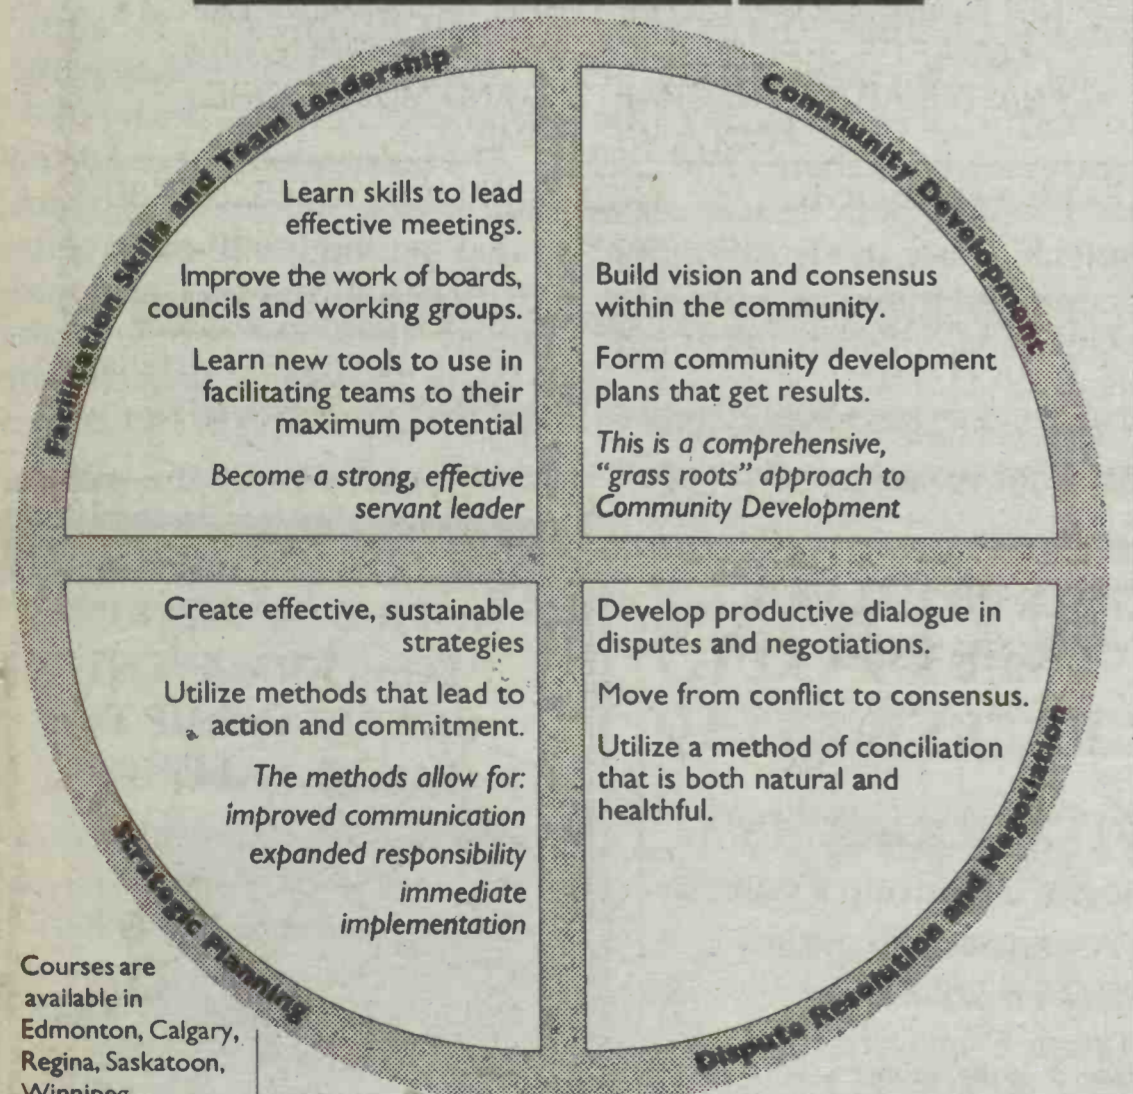 Facilitation Skills and Team Leadership
Learn skills to lead
effective meetings.
Improve the work of boards,
councils and working groups.
Learn new tools to use in
facilitating teams to their
maximum potential
Become a strong, effective
servant leader
Community Development
Build vision and consensus
within the community.
Form community development
plans that get results.
This is a comprehensive,
"grass roots" approach to
Community Development
Strategic Planning
Create effective, sustainable
strategies
Utilize methods that lead to
action and commitment.
The methods allow for:
improved communication
expanded responsibility
immediate
implementation
Dispute Resolution and Negotiation
Develop productive dialogue in
disputes and negotiations.
Move from conflict to consensus.
Utilize a method of conciliation
that is both natural and
healthful.
Courses are
available in
Edmonton, Calgary,
Regina, Saskatoon,
Winnipeg